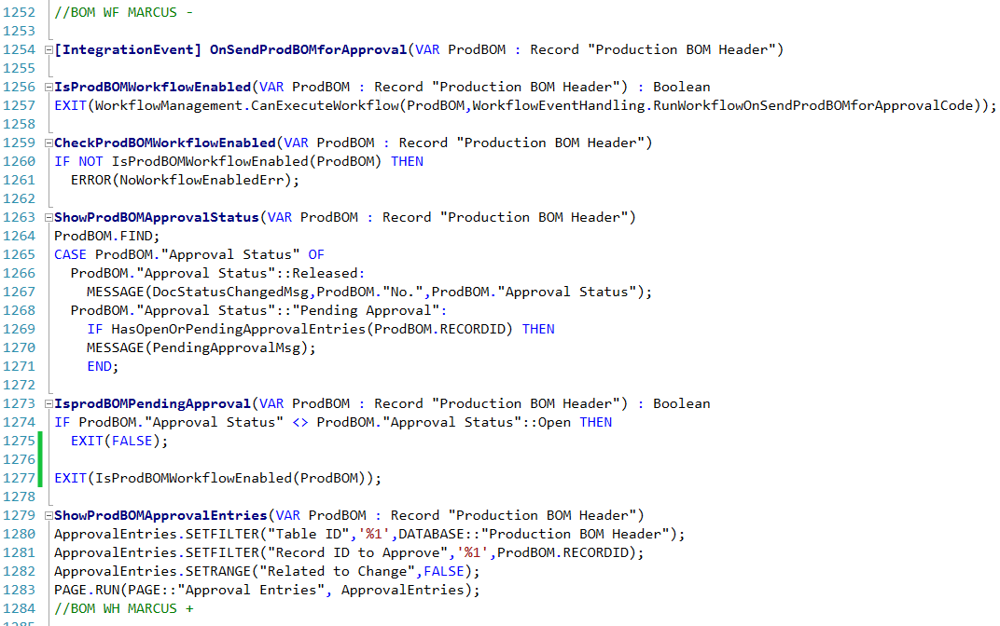 1252 //BOM WF MARCUS -
1253
1254 [IntegrationEvent] OnSendProdBOMforApproval(VAR ProdBOM : Record "Production BOM Header")
1255
1256 IsProdBOMWorkflowEnabled(VAR ProdBOM : Record "Production BOM Header") : Boolean
1257 EXIT(WorkflowManagement.CanExecuteWorkflow(ProdBOM,WorkflowEventHandling.RunWorkflowOnSendProdBOMforApprovalCode));
1258
1259 CheckProdBOMWorkflowEnabled(VAR ProdBOM : Record "Production BOM Header")
1260 IF NOT IsProdBOMWorkflowEnabled(ProdBOM) THEN
1261   ERROR(NoWorkflowEnabledErr);
1262
1263 ShowProdBOMApprovalStatus(VAR ProdBOM : Record "Production BOM Header")
1264 ProdBOM.FIND;
1265 CASE ProdBOM."Approval Status" OF
1266   ProdBOM."Approval Status"::Released:
1267     MESSAGE(DocStatusChangedMsg,ProdBOM."No.",ProdBOM."Approval Status");
1268   ProdBOM."Approval Status"::"Pending Approval":
1269     IF HasOpenOrPendingApprovalEntries(ProdBOM.RECORDID) THEN
1270     MESSAGE(PendingApprovalMsg);
1271     END;
1272
1273 IsprodBOMPendingApproval(VAR ProdBOM : Record "Production BOM Header") : Boolean
1274 IF ProdBOM."Approval Status" <> ProdBOM."Approval Status"::Open THEN
1275   EXIT(FALSE);
1276
1277 EXIT(IsProdBOMWorkflowEnabled(ProdBOM));
1278
1279 ShowProdBOMApprovalEntries(VAR ProdBOM : Record "Production BOM Header")
1280 ApprovalEntries.SETFILTER("Table ID",'%1',DATABASE::"Production BOM Header");
1281 ApprovalEntries.SETFILTER("Record ID to Approve",'%1',ProdBOM.RECORDID);
1282 ApprovalEntries.SETRANGE("Related to Change",FALSE);
1283 PAGE.RUN(PAGE::"Approval Entries", ApprovalEntries);
1284 //BOM WH MARCUS +